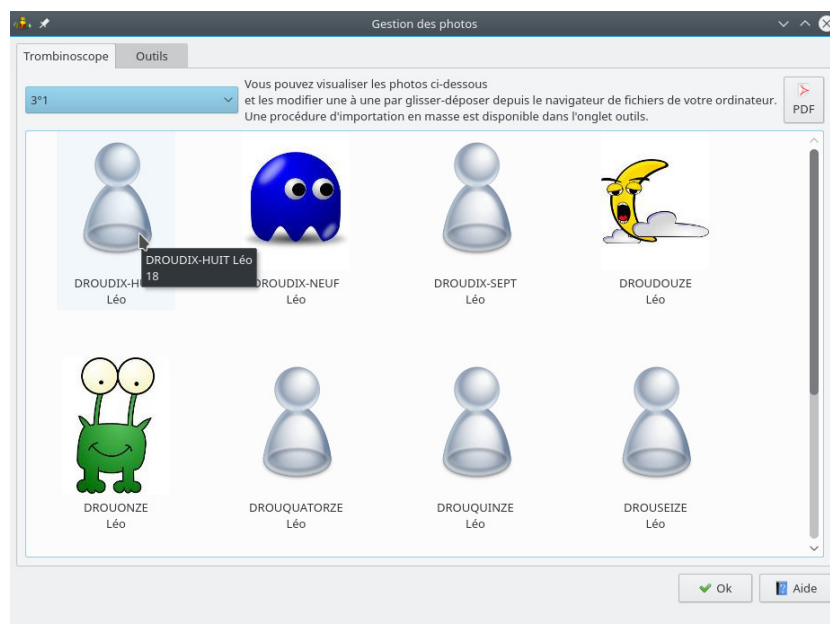 Gestion des photos
Trombinoscope Outils
3°1
Vous pouvez visualiser les photos ci-dessous
et les modifier une à une par glisser-déposer depuis le navigateur de fichiers de votre ordinateur.
Une procédure d'importation en masse est disponible dans l'onglet outils.
PDF
DROUDIX-HUIT Léo
18
DROUDIX-H
Léo
ROUDIX-NEUF
Léo
DROUDIX-SEPT
Léo
DROUDOUZE
Léo
DROUONZE
Léo
DROUQUATORZE
Léo
DROUQUINZE
Léo
DROUSEIZE
Léo
Ok Aide